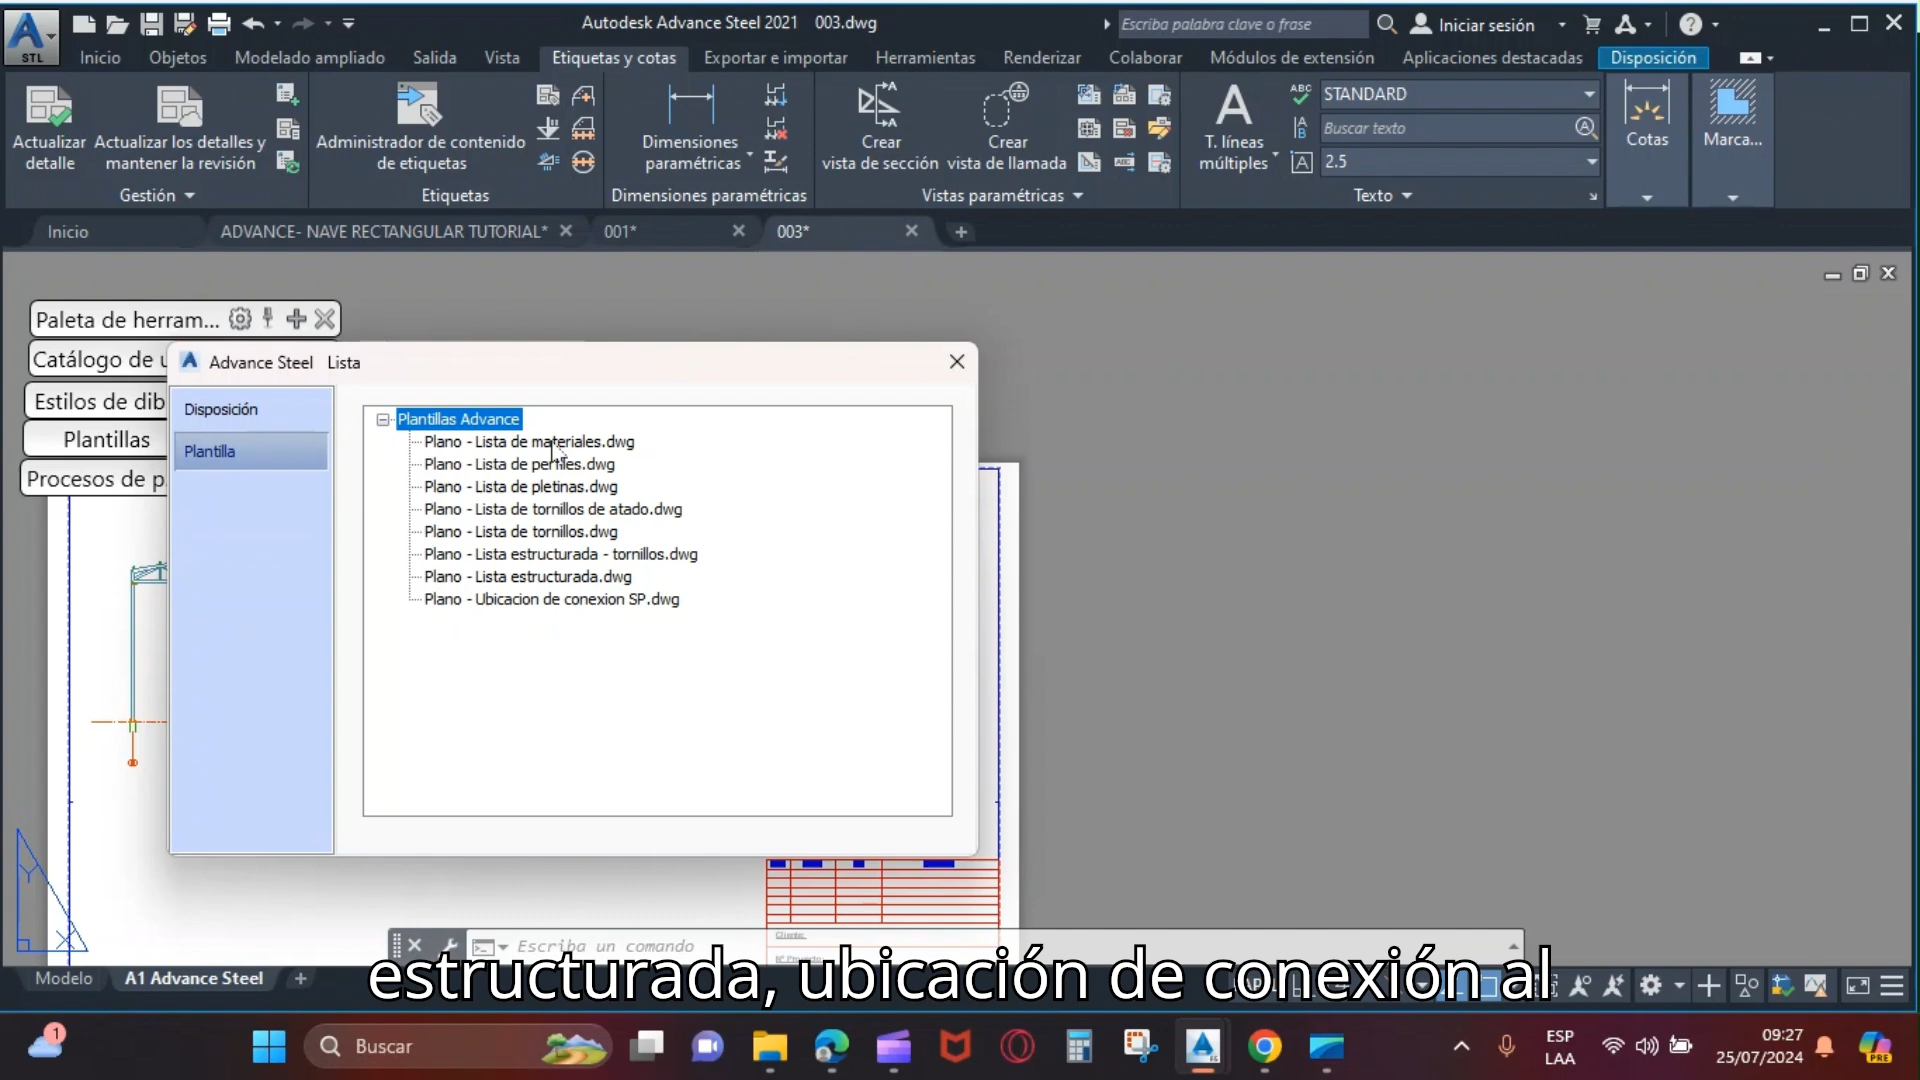 Autodesk Advance Steel 2021 003.dwg
Escriba palabra clave o frase
Iniciar sesión
STL
Inicio Objetos Modelado ampliado Salida Vista Etiquetas y cotas Exportar e importar Herramientas Renderizar Colaborar Módulos de extensión Aplicaciones destacadas Disposición
Actualizar
detalle
Actualizar los detalles y
mantener la revisión
Gestión
Administrador de contenido
de etiquetas
Etiquetas
Dimensiones
paramétricas
Dimensiones paramétricas
Crear
vista de sección
Crear
vista de llamada
Vistas paramétricas
T. líneas
múltiples
STANDARD
Buscar texto
2.5
Texto
Cotas
Marca...
Inicio
ADVANCE- NAVE RECTANGULAR TUTORIAL*
001*
003*
Paleta de herram...
Catálogo de u
Estilos de dib
Plantillas
Procesos de p
Advance Steel Lista
Disposición
Plantilla
Plantillas Advance
Plano - Lista de materiales.dwg
Plano - Lista de perfiles.dwg
Plano - Lista de pletinas.dwg
Plano - Lista de tornillos de atado.dwg
Plano - Lista de tornillos.dwg
Plano - Lista estructurada - tornillos.dwg
Plano - Lista estructurada.dwg
Plano - Ubicacion de conexion SP.dwg
Cliente:
Nº Proyecto
Escriba un comando
estructurada, ubicación de conexión al
Modelo
A1 Advance Steel
1
Buscar
ESP
LAA
09:27
25/07/2024
PRE